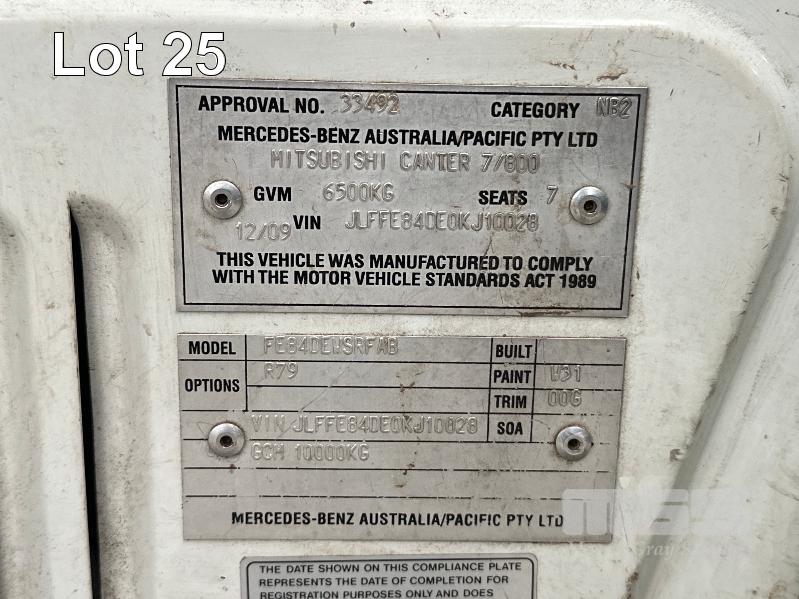 Lot 25
APPROVAL NO. 33492 CATEGORY NB2
MERCEDES-BENZ AUSTRALIA/PACIFIC PTY LTD
MITSUBISHI CANTER 7/800
GVM 6500KG SEATS 7
12/09 VIN JLFFE84DE0KJ10028
THIS VEHICLE WAS MANUFACTURED TO COMPLY
WITH THE MOTOR VEHICLE STANDARDS ACT 1989
MODEL FE84DEWSRFAB BUILT
OPTIONS R79 PAINT W31
TRIM 00G
VIN JLFFE84DE0KJ10028 SOA
GCM 10000KG
MERCEDES-BENZ AUSTRALIA/PACIFIC PTY LTD
THE DATE SHOWN ON THIS COMPLIANCE PLATE
REPRESENTS THE DATE OF COMPLETION FOR
REGISTRATION PURPOSES ONLY AND DOES